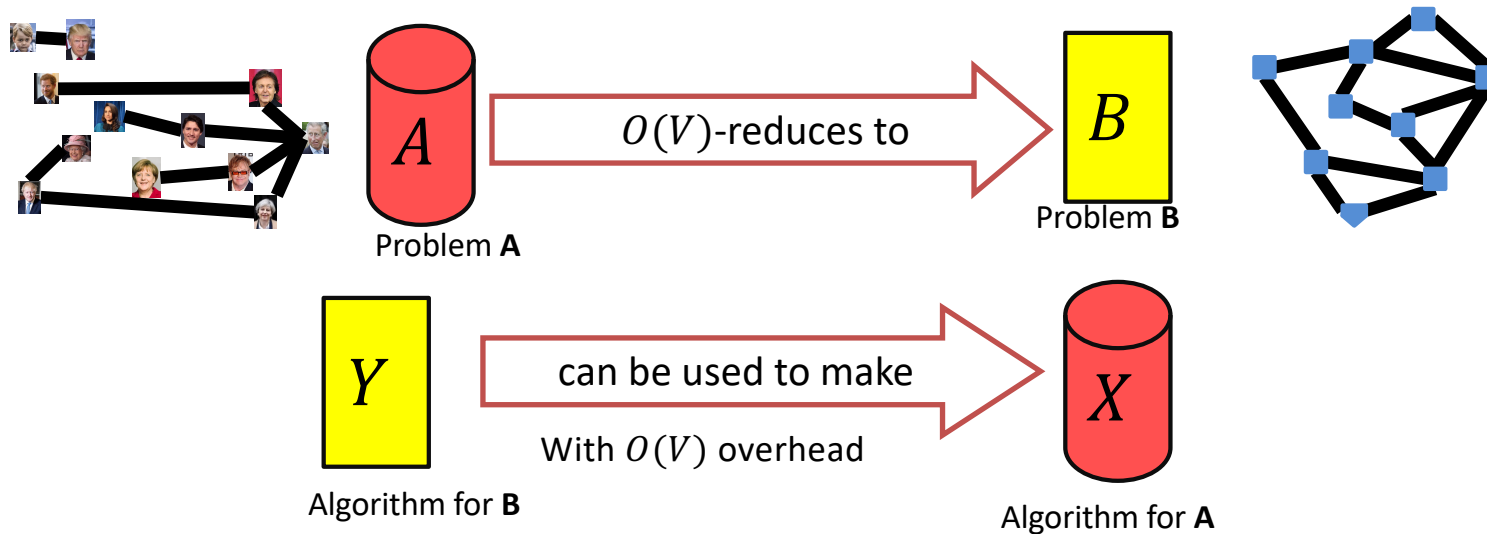 A
O(V)-reduces to
B
Problem A
Problem B
Y
can be used to make
X
With O(V) overhead
Algorithm for B
Algorithm for A